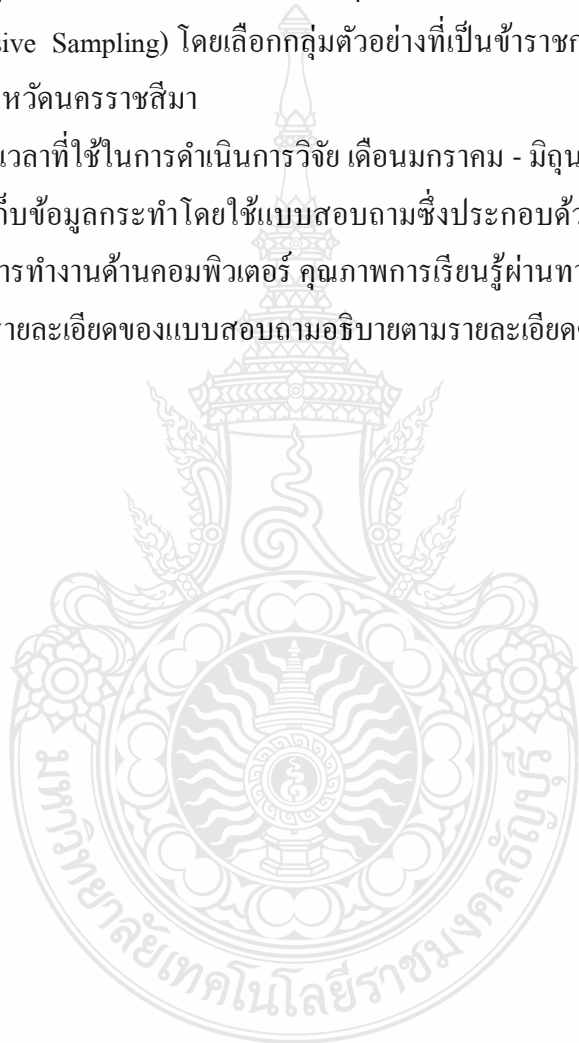 sive Sampling) โดยเลือกกลุ่มตัวอย่างที่เป็นข้าราชก
หวัดนครราชสีมา
เวลาที่ใช้ในการดำเนินการวิจัย เดือนมกราคม - มิถุน
ก็บข้อมูลกระทำโดยใช้แบบสอบถามซึ่งประกอบด้ว
ารทำงานด้านคอมพิวเตอร์ คุณภาพการเรียนรู้ผ่านทา
รายละเอียดของแบบสอบถามอธิบายตามรายละเอียด
มหาวิทยาลัยเทคโนโลยีราชมงคลธัญบุรี